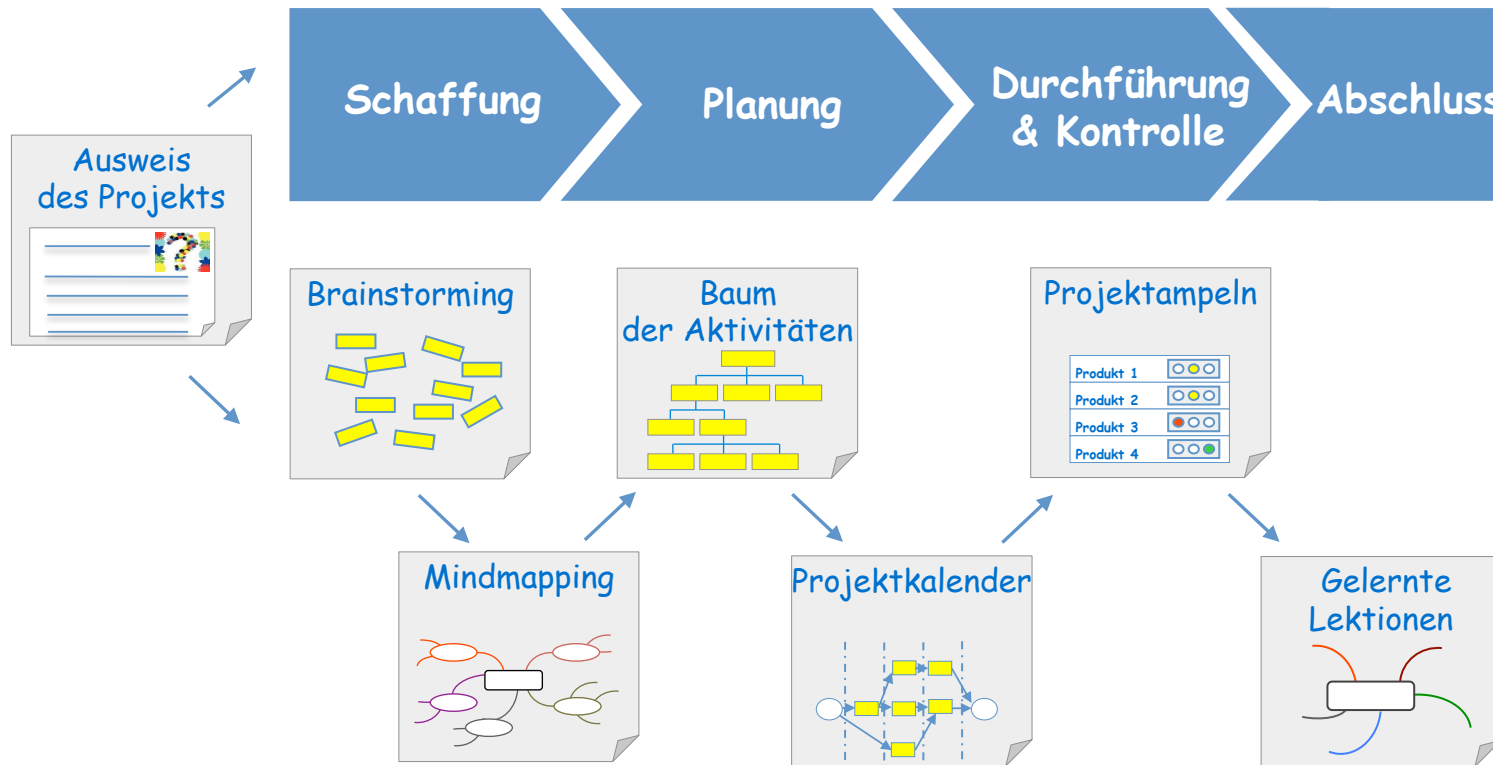 Schaffung
Planung
Durchführung
& Kontrolle
Abschluss
Ausweis
des Projekts
?
Brainstorming
Baum
der Aktivitäten
Projektampeln
Produkt 1
Produkt 2
Produkt 3
Produkt 4
Mindmapping
Projektkalender
Gelernte
Lektionen